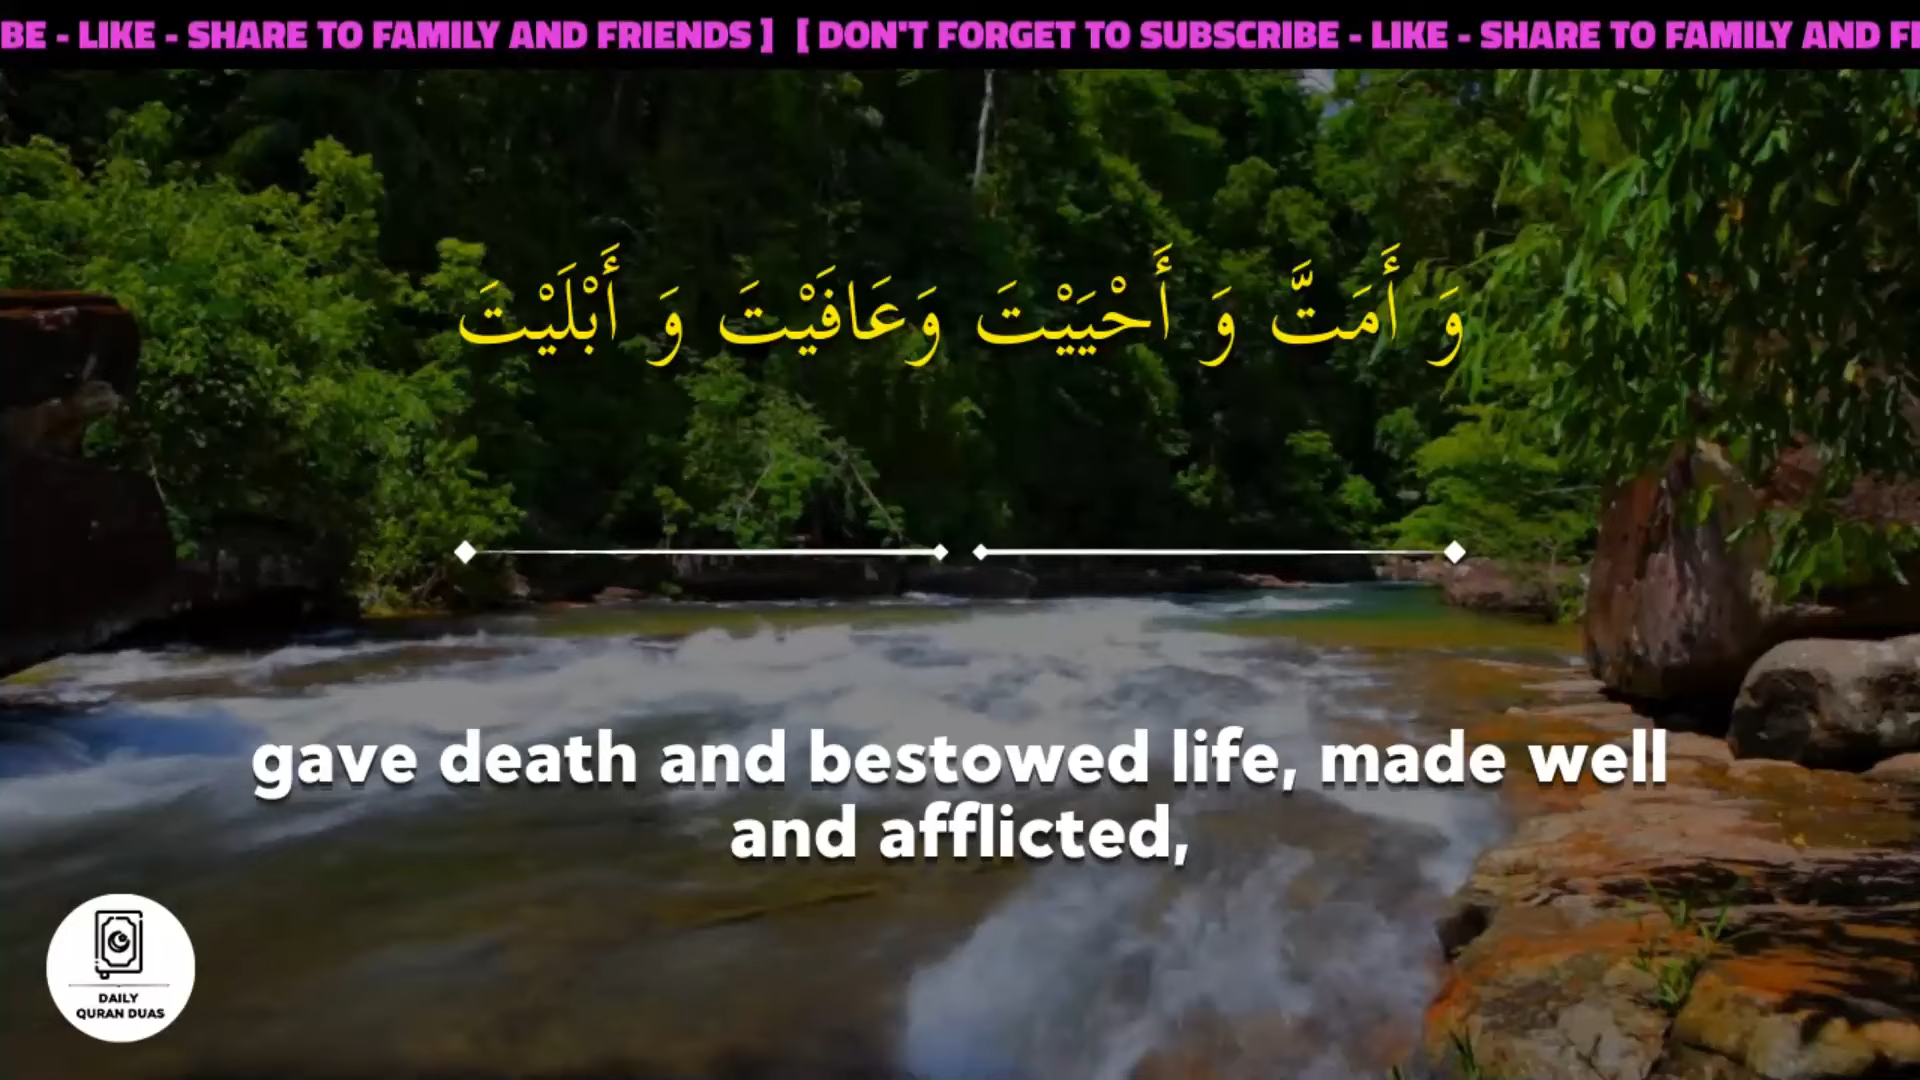 BE - LIKE - SHARE TO FAMILY AND FRIENDS ] [ DON'T FORGET TO SUBSCRIBE - LIKE - SHARE TO FAMILY AND FI
وَ أَمَتَّ وَ أَحْيَيْتَ وَعَافَيْتَ وَ أَبْلَيْتَ
gave death and bestowed life, made well
and afflicted,
DAILY
QURAN DUAS